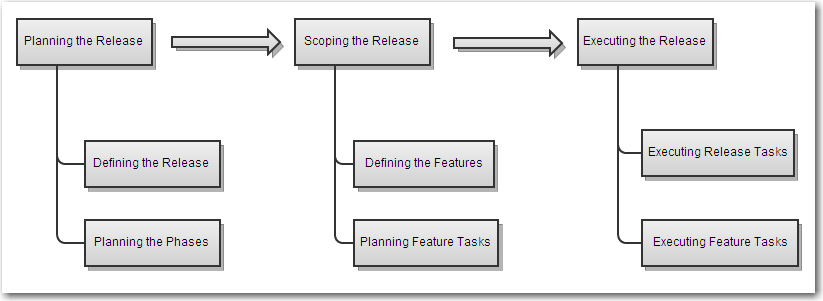 Planning the Release
Scoping the Release
Executing the Release
Defining the Release
Defining the Features
Executing Release Tasks
Planning the Phases
Planning Feature Tasks
Executing Feature Tasks